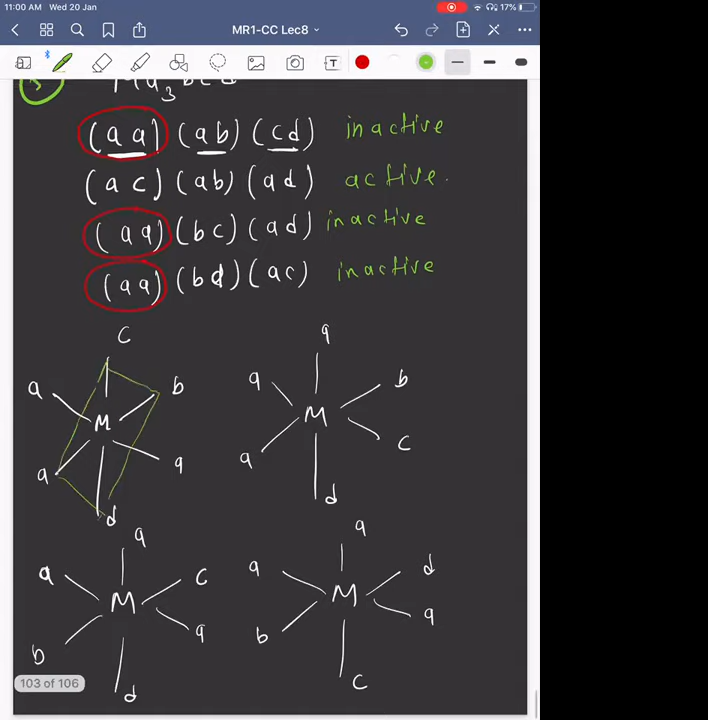 11:00 AM Wed 20 Jan 17%
MR1-CC Lec8
T
(aa) (ab) (cd) inactive
(ac) (ab) (ad) active.
(aa) (bc) (ad) inactive
(aa) (bd) (ac) inactive
c
a b
M
a a
d
a
a b
M
a c
d
a
a c
M
b a
d
a
a d
M
b a
c
103 of 106